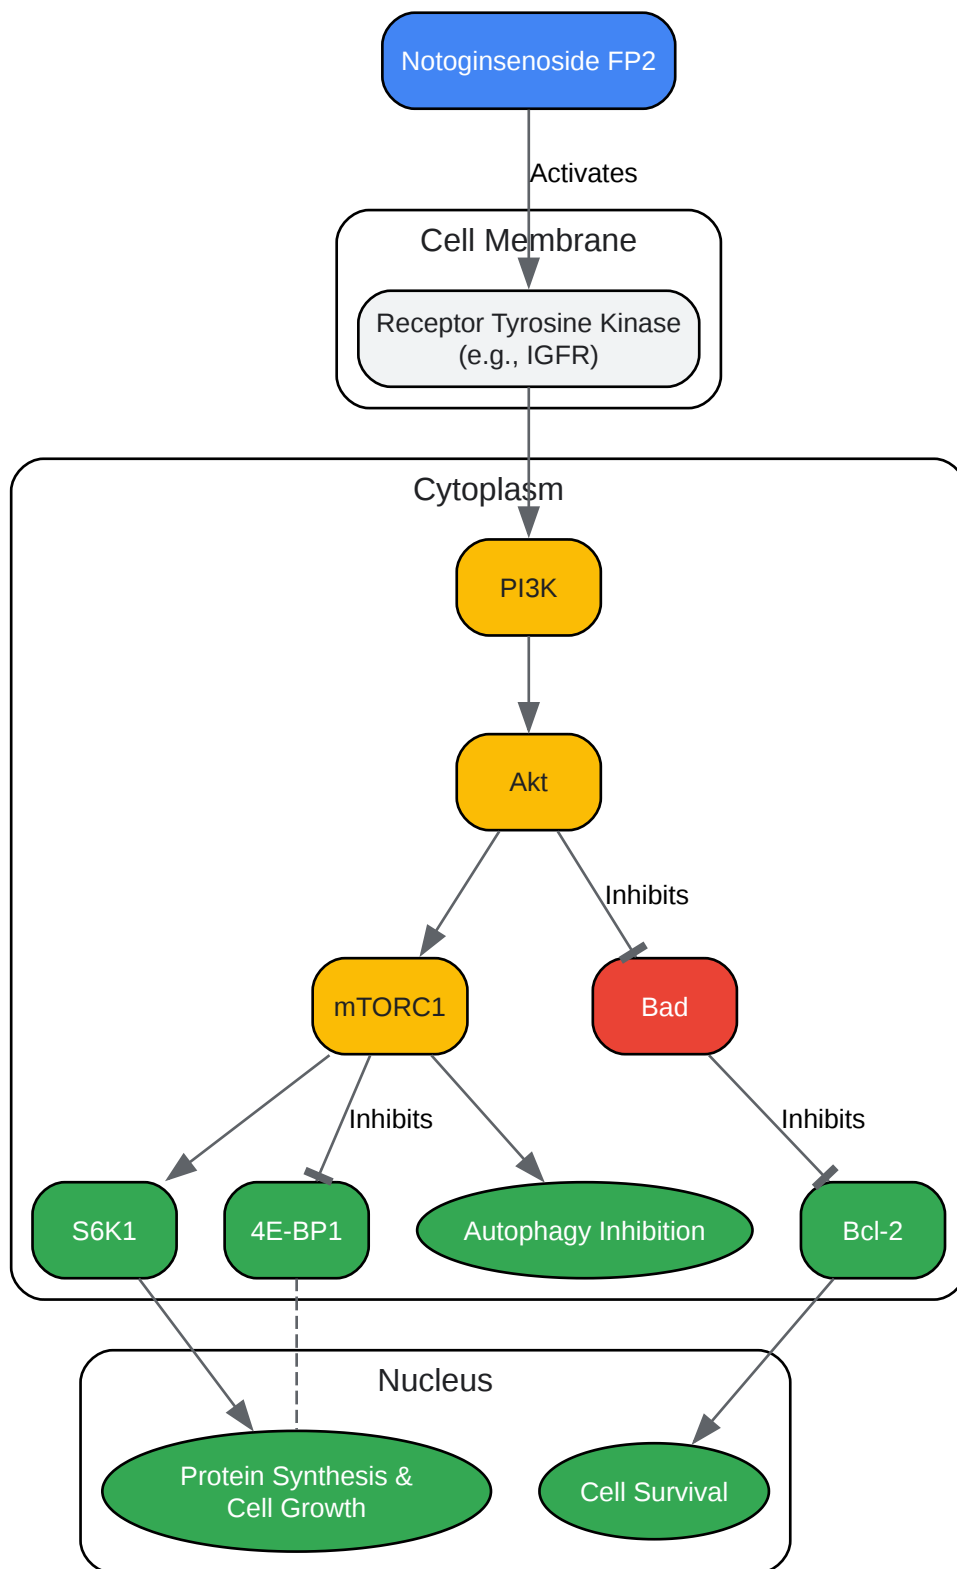 Notoginsenoside FP2
Activates
Cell Membrane
Receptor Tyrosine Kinase
(e.g., IGFR)
Cytoplasm
PI3K
Akt
Inhibits
mTORC1
Bad
Inhibits
Inhibits
S6K1
4E-BP1
Autophagy Inhibition
Bcl-2
Nucleus
Protein Synthesis &
Cell Growth
Cell Survival